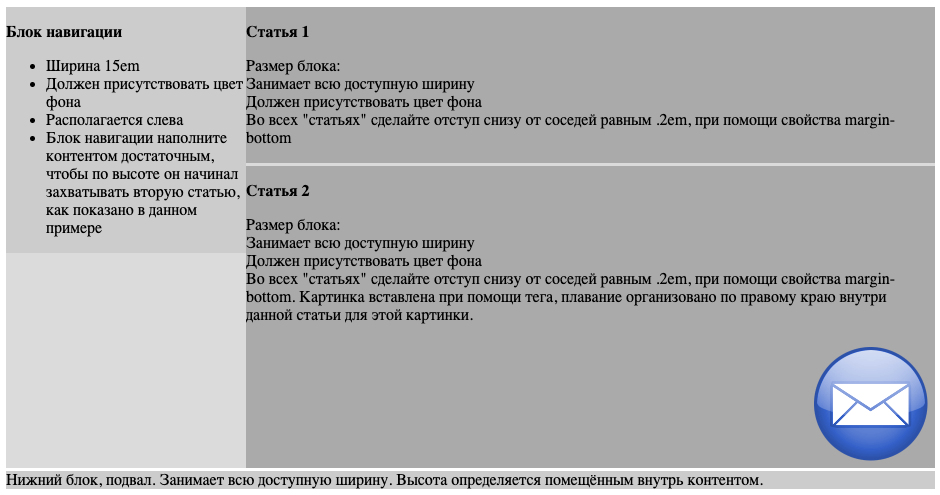 Блок навигации
Ширина 15em
Должен присутствовать цвет
фона
Располагается слева
Блок навигации наполните
контентом достаточным,
чтобы по высоте он начинал
захватывать вторую статью,
как показано в данном
примере
Статья 1
Размер блока:
Занимает всю доступную ширину
Должен присутствовать цвет фона
Во всех "статьях" сделайте отступ снизу от соседей равным .2em, при помощи свойства margin-
bottom
Статья 2
Размер блока:
Занимает всю доступную ширину
Должен присутствовать цвет фона
Во всех "статьях" сделайте отступ снизу от соседей равным .2em, при помощи свойства margin-
bottom. Картинка вставлена при помощи тега, плавание организовано по правому краю внутри
данной статьи для этой картинки.
Нижний блок, подвал. Занимает всю доступную ширину. Высота определяется помещённым внутрь контентом.